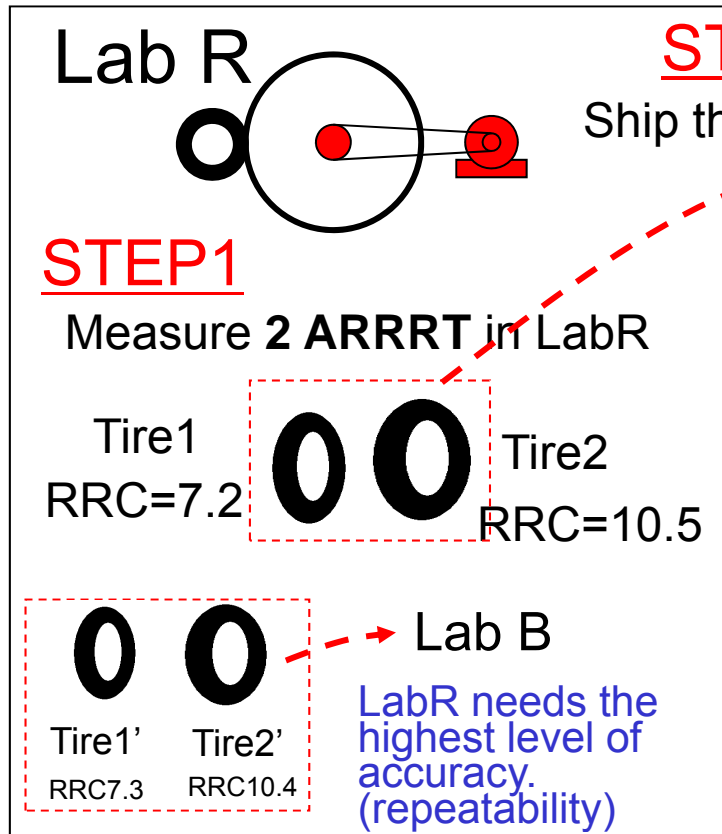 Lab R
ST
Ship th
STEP1
Measure 2 ARRRT in LabR
Tire1
RRC=7.2
Tire2
RRC=10.5
Lab B
Tire1’
RRC7.3
Tire2’
RRC10.4
LabR needs the
highest level of
accuracy.
(repeatability)